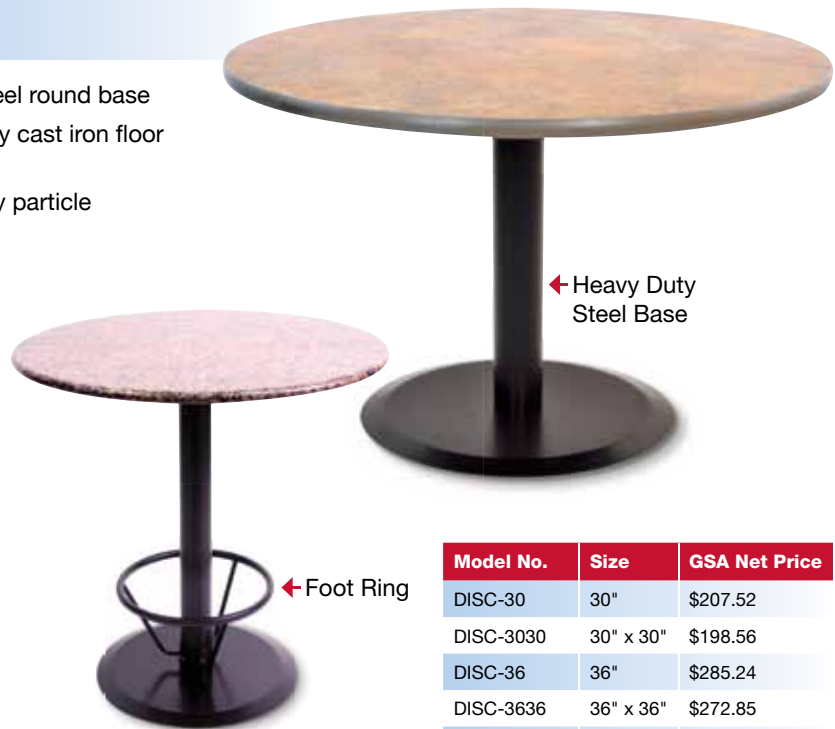 eel round base
y cast iron floor
y particle
Heavy Duty
Steel Base
Foot Ring
Model No. Size GSA Net Price
DISC-30 30" $207.52
DISC-3030 30" x 30" $198.56
DISC-36 36" $285.24
DISC-3636 36" x 36" $272.85